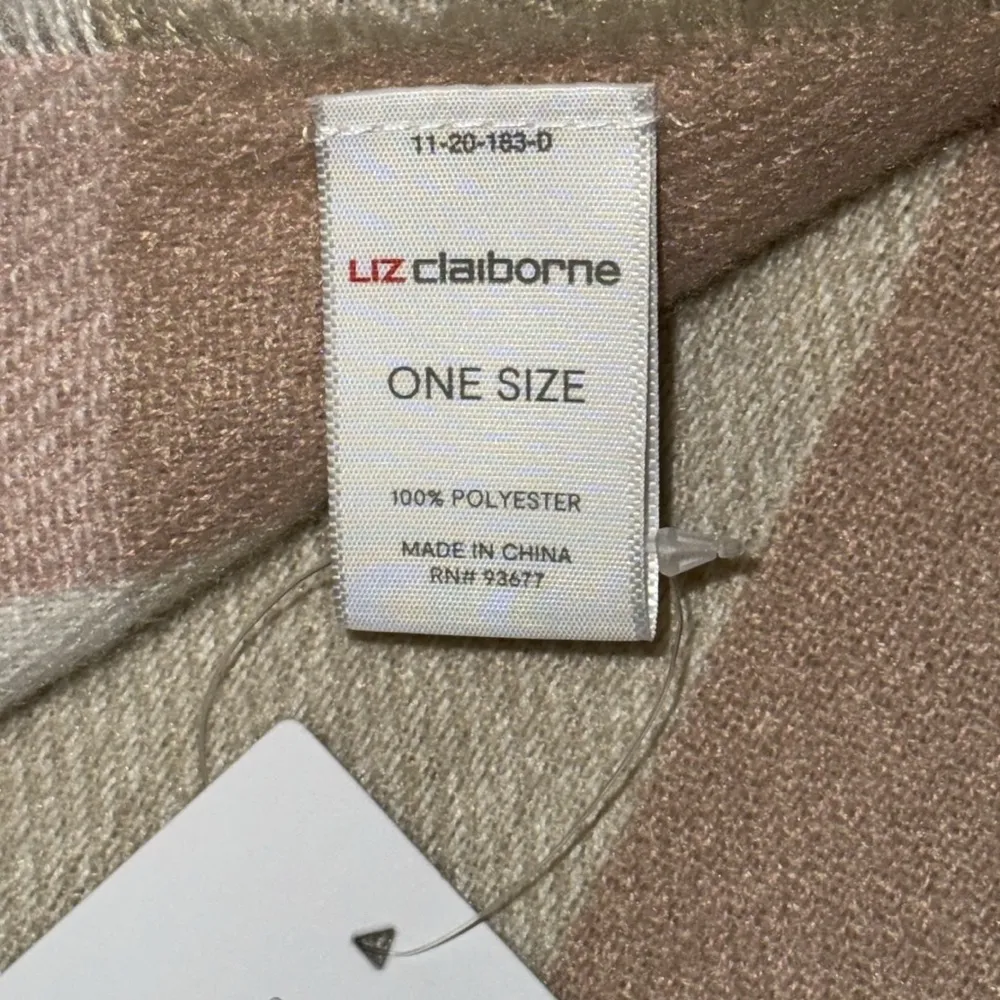 11-20-183-D
LIZ claiborne
ONE SIZE
100% POLYESTER
MADE IN CHINA
RN# 93677